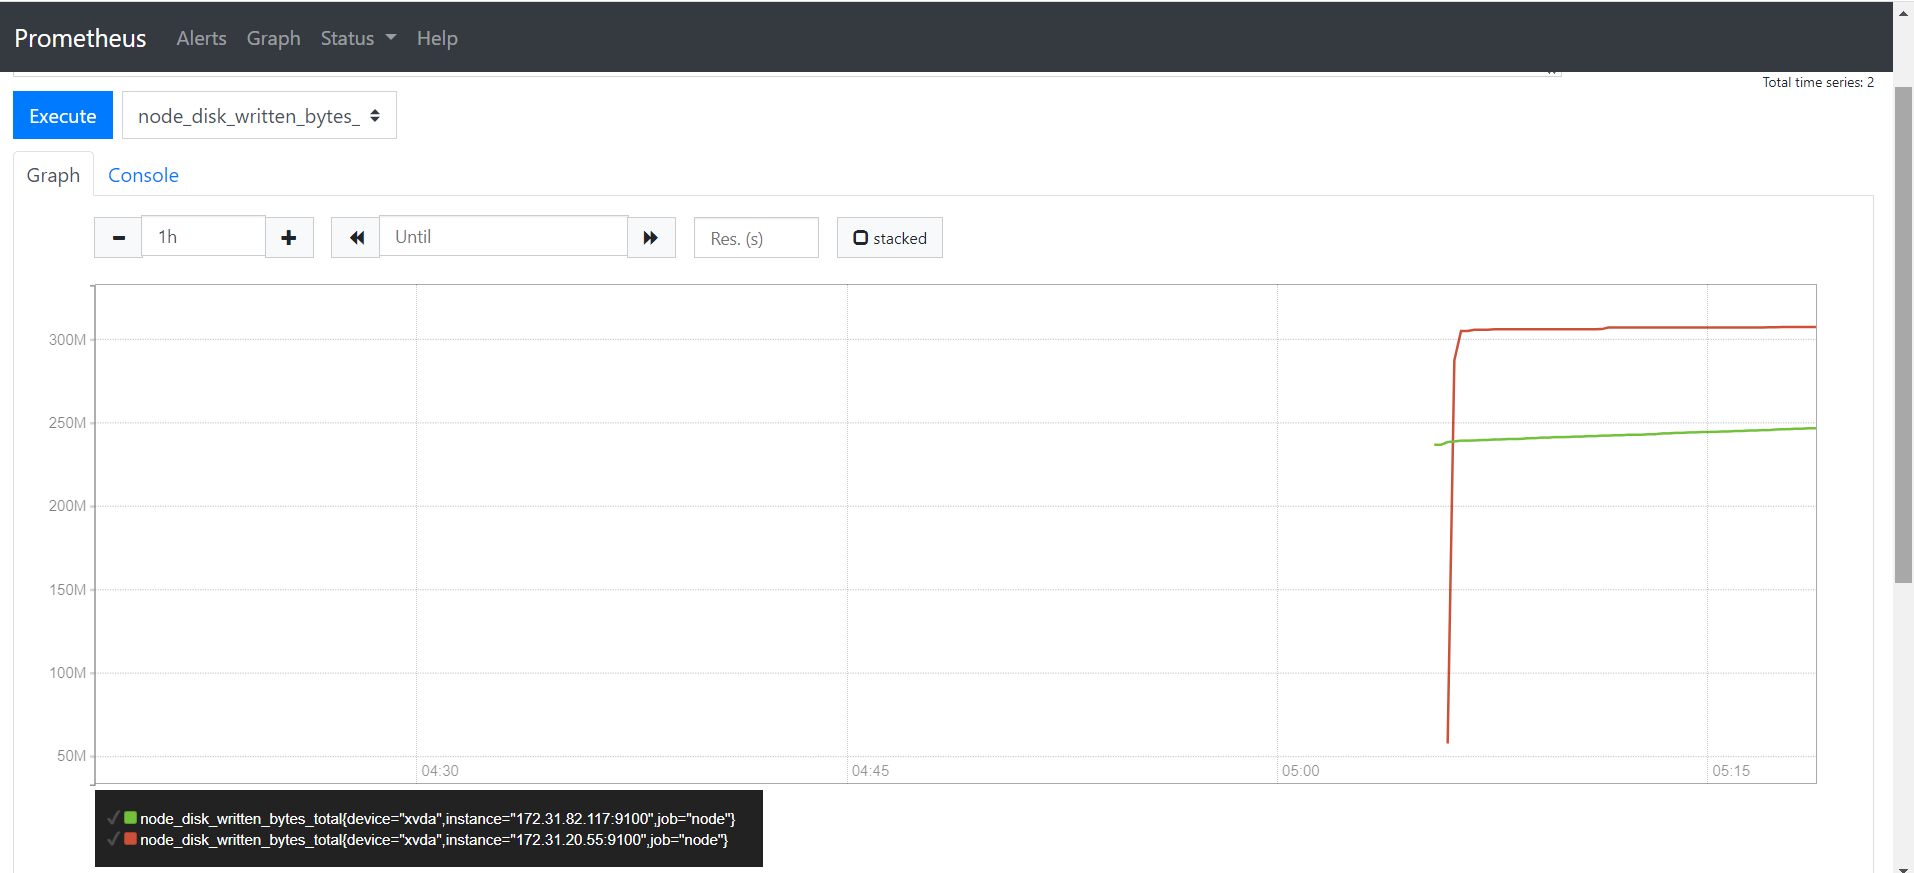 Prometheus Alerts Graph Status Help
Total time series: 2
Execute node_disk_written_bytes_
Graph Console
1h Until Res. (s) stacked
300M
250M
200M
150M
100M
50M
04:30 04:45 05:00 05:15
node_disk_written_bytes_total{device="xvda",instance="172.31.82.117:9100",job="node"}
node_disk_written_bytes_total{device="xvda",instance="172.31.20.55:9100",job="node"}